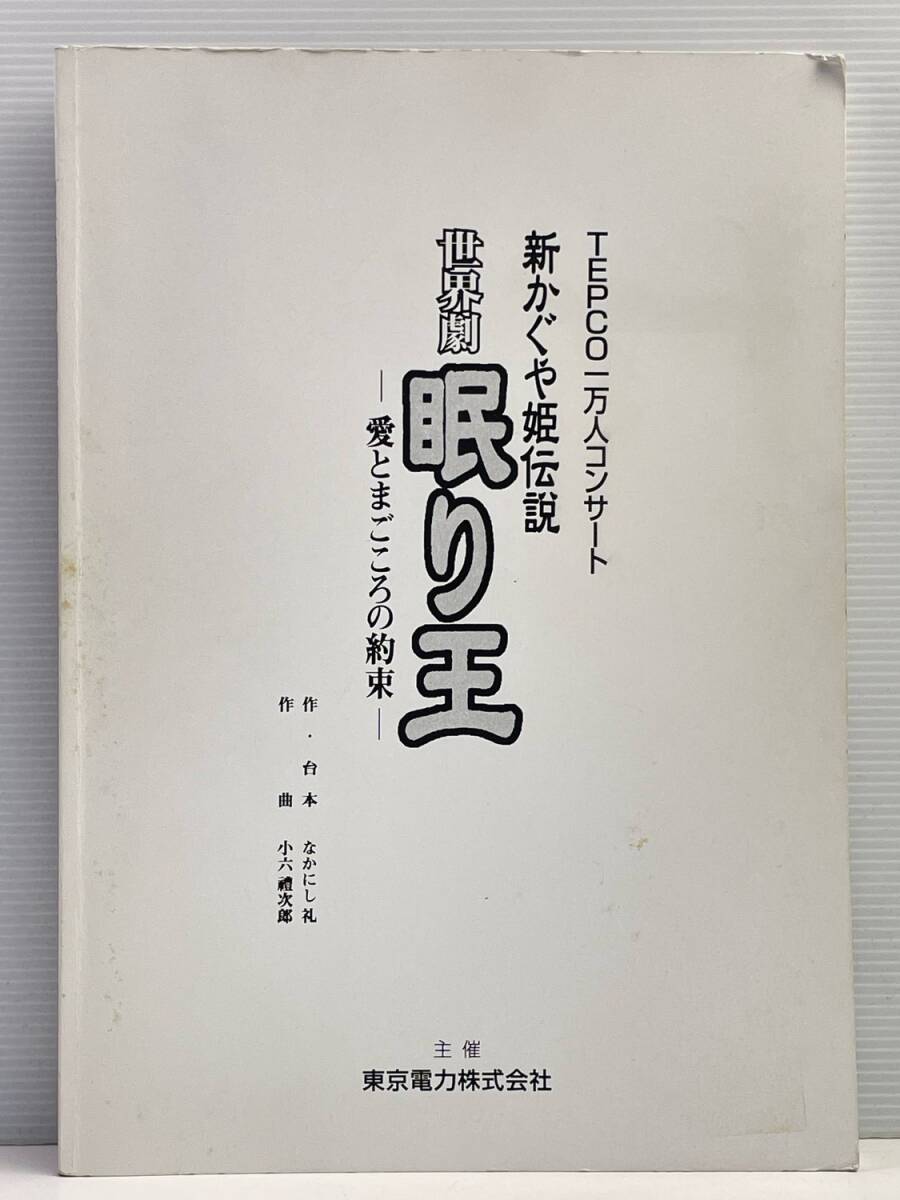 TEPCO一万人コンサート
新かぐや姫伝説
世界劇
眠り王
―愛とまごころの約束―
作・台本 なかにし礼
作曲 小六禮次郎
主催
東京電力株式会社